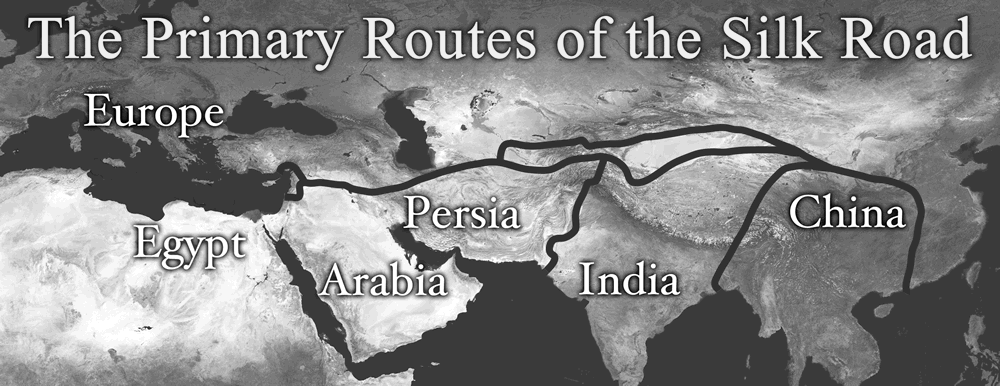 The Primary Routes of the Silk Road
Europe
Persia
China
Egypt
Arabia
India